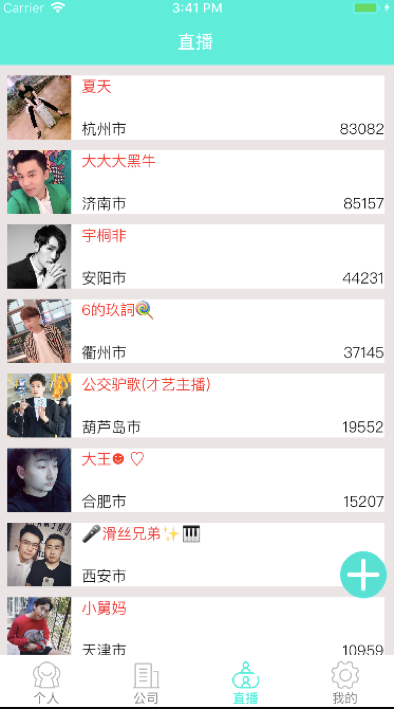 Carrier 3:41 PM
直播
夏天
杭州市 83082
大大大黑牛
济南市 85157
宇桐非
安阳市 44231
6的玖詞🍭
衢州市 37145
公交驴歌(才艺主播)
葫芦岛市 19552
大王☻ ♡
合肥市 15207
🎤滑丝兄弟✨🎹
西安市
小舅妈
天津市 10959
个人 公司 直播 我的